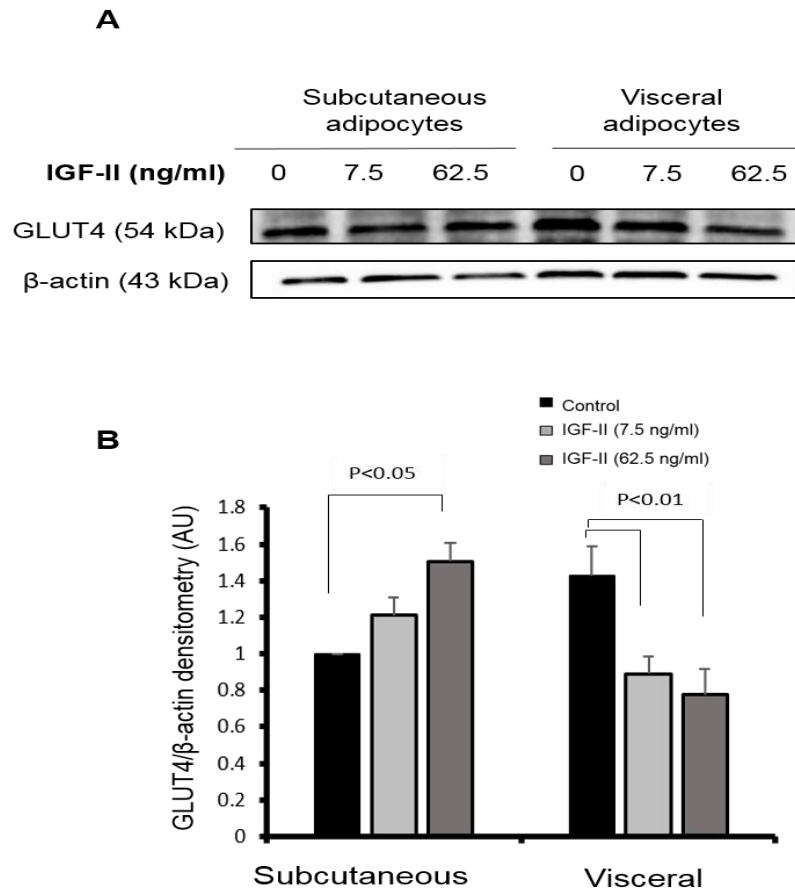 A
Subcutaneous adipocytes
Visceral adipocytes
IGF-II (ng/ml) 0 7.5 62.5 0 7.5 62.5
GLUT4 (54 kDa)
β-actin (43 kDa)
B
Control
IGF-II (7.5 ng/ml)
IGF-II (62.5 ng/ml)
P<0.05
P<0.01
GLUT4/β-actin densitometry (AU)
1.8
1.6
1.4
1.2
1
0.8
0.6
0.4
0.2
0
Subcutaneous Visceral